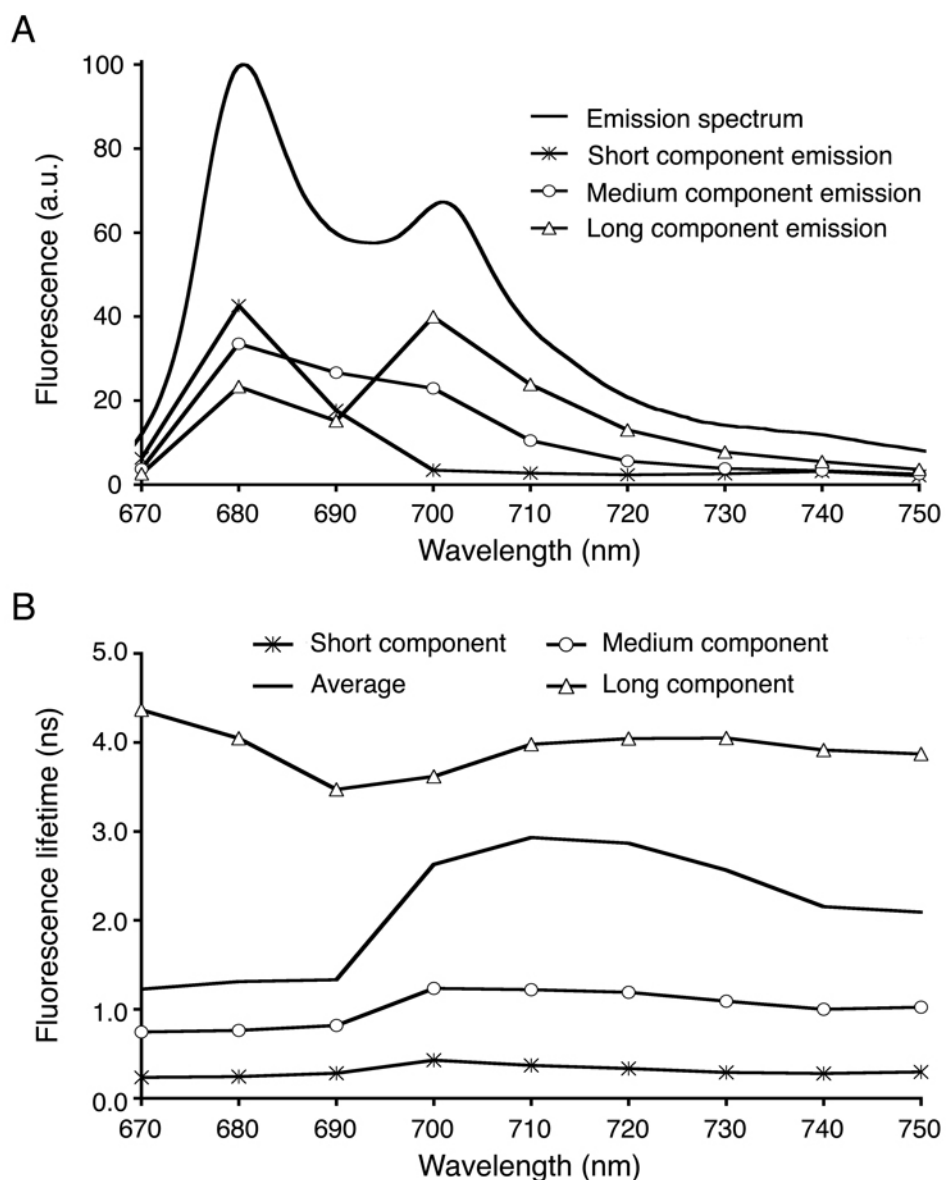 A
100
80
60
40
20
0
Fluorescence (a.u.)
Emission spectrum
Short component emission
Medium component emission
Long component emission
670 680 690 700 710 720 730 740 750
Wavelength (nm)
B
Short component
Medium component
Average
Long component
5.0
4.0
3.0
2.0
1.0
0.0
Fluorescence lifetime (ns)
670 680 690 700 710 720 730 740 750
Wavelength (nm)